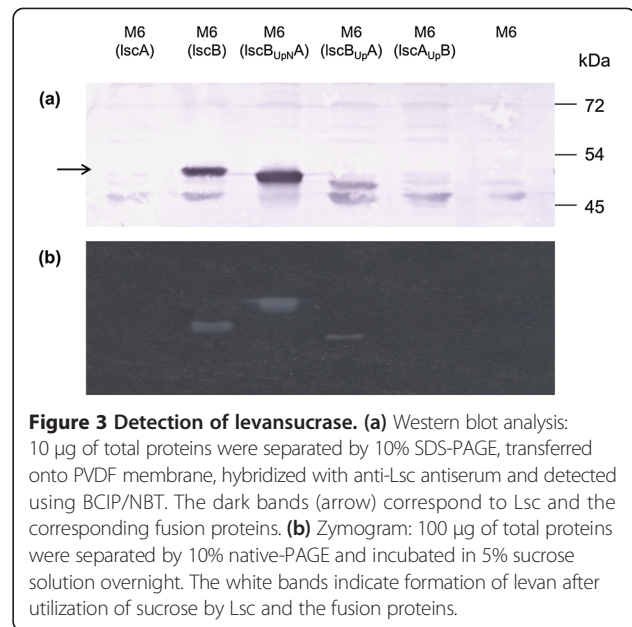 M6 M6 M6 M6 M6 M6
(lscA) (lscB) (lscB_UpN A) (lscB_Up A) (lscA_Up B)
kDa
(a)
72
54
45
(b)
Figure 3 Detection of levansucrase. (a) Western blot analysis:
10 μg of total proteins were separated by 10% SDS-PAGE, transferred
onto PVDF membrane, hybridized with anti-Lsc antiserum and detected
using BCIP/NBT. The dark bands (arrow) correspond to Lsc and the
corresponding fusion proteins. (b) Zymogram: 100 μg of total proteins
were separated by 10% native-PAGE and incubated in 5% sucrose
solution overnight. The white bands indicate formation of levan after
utilization of sucrose by Lsc and the fusion proteins.